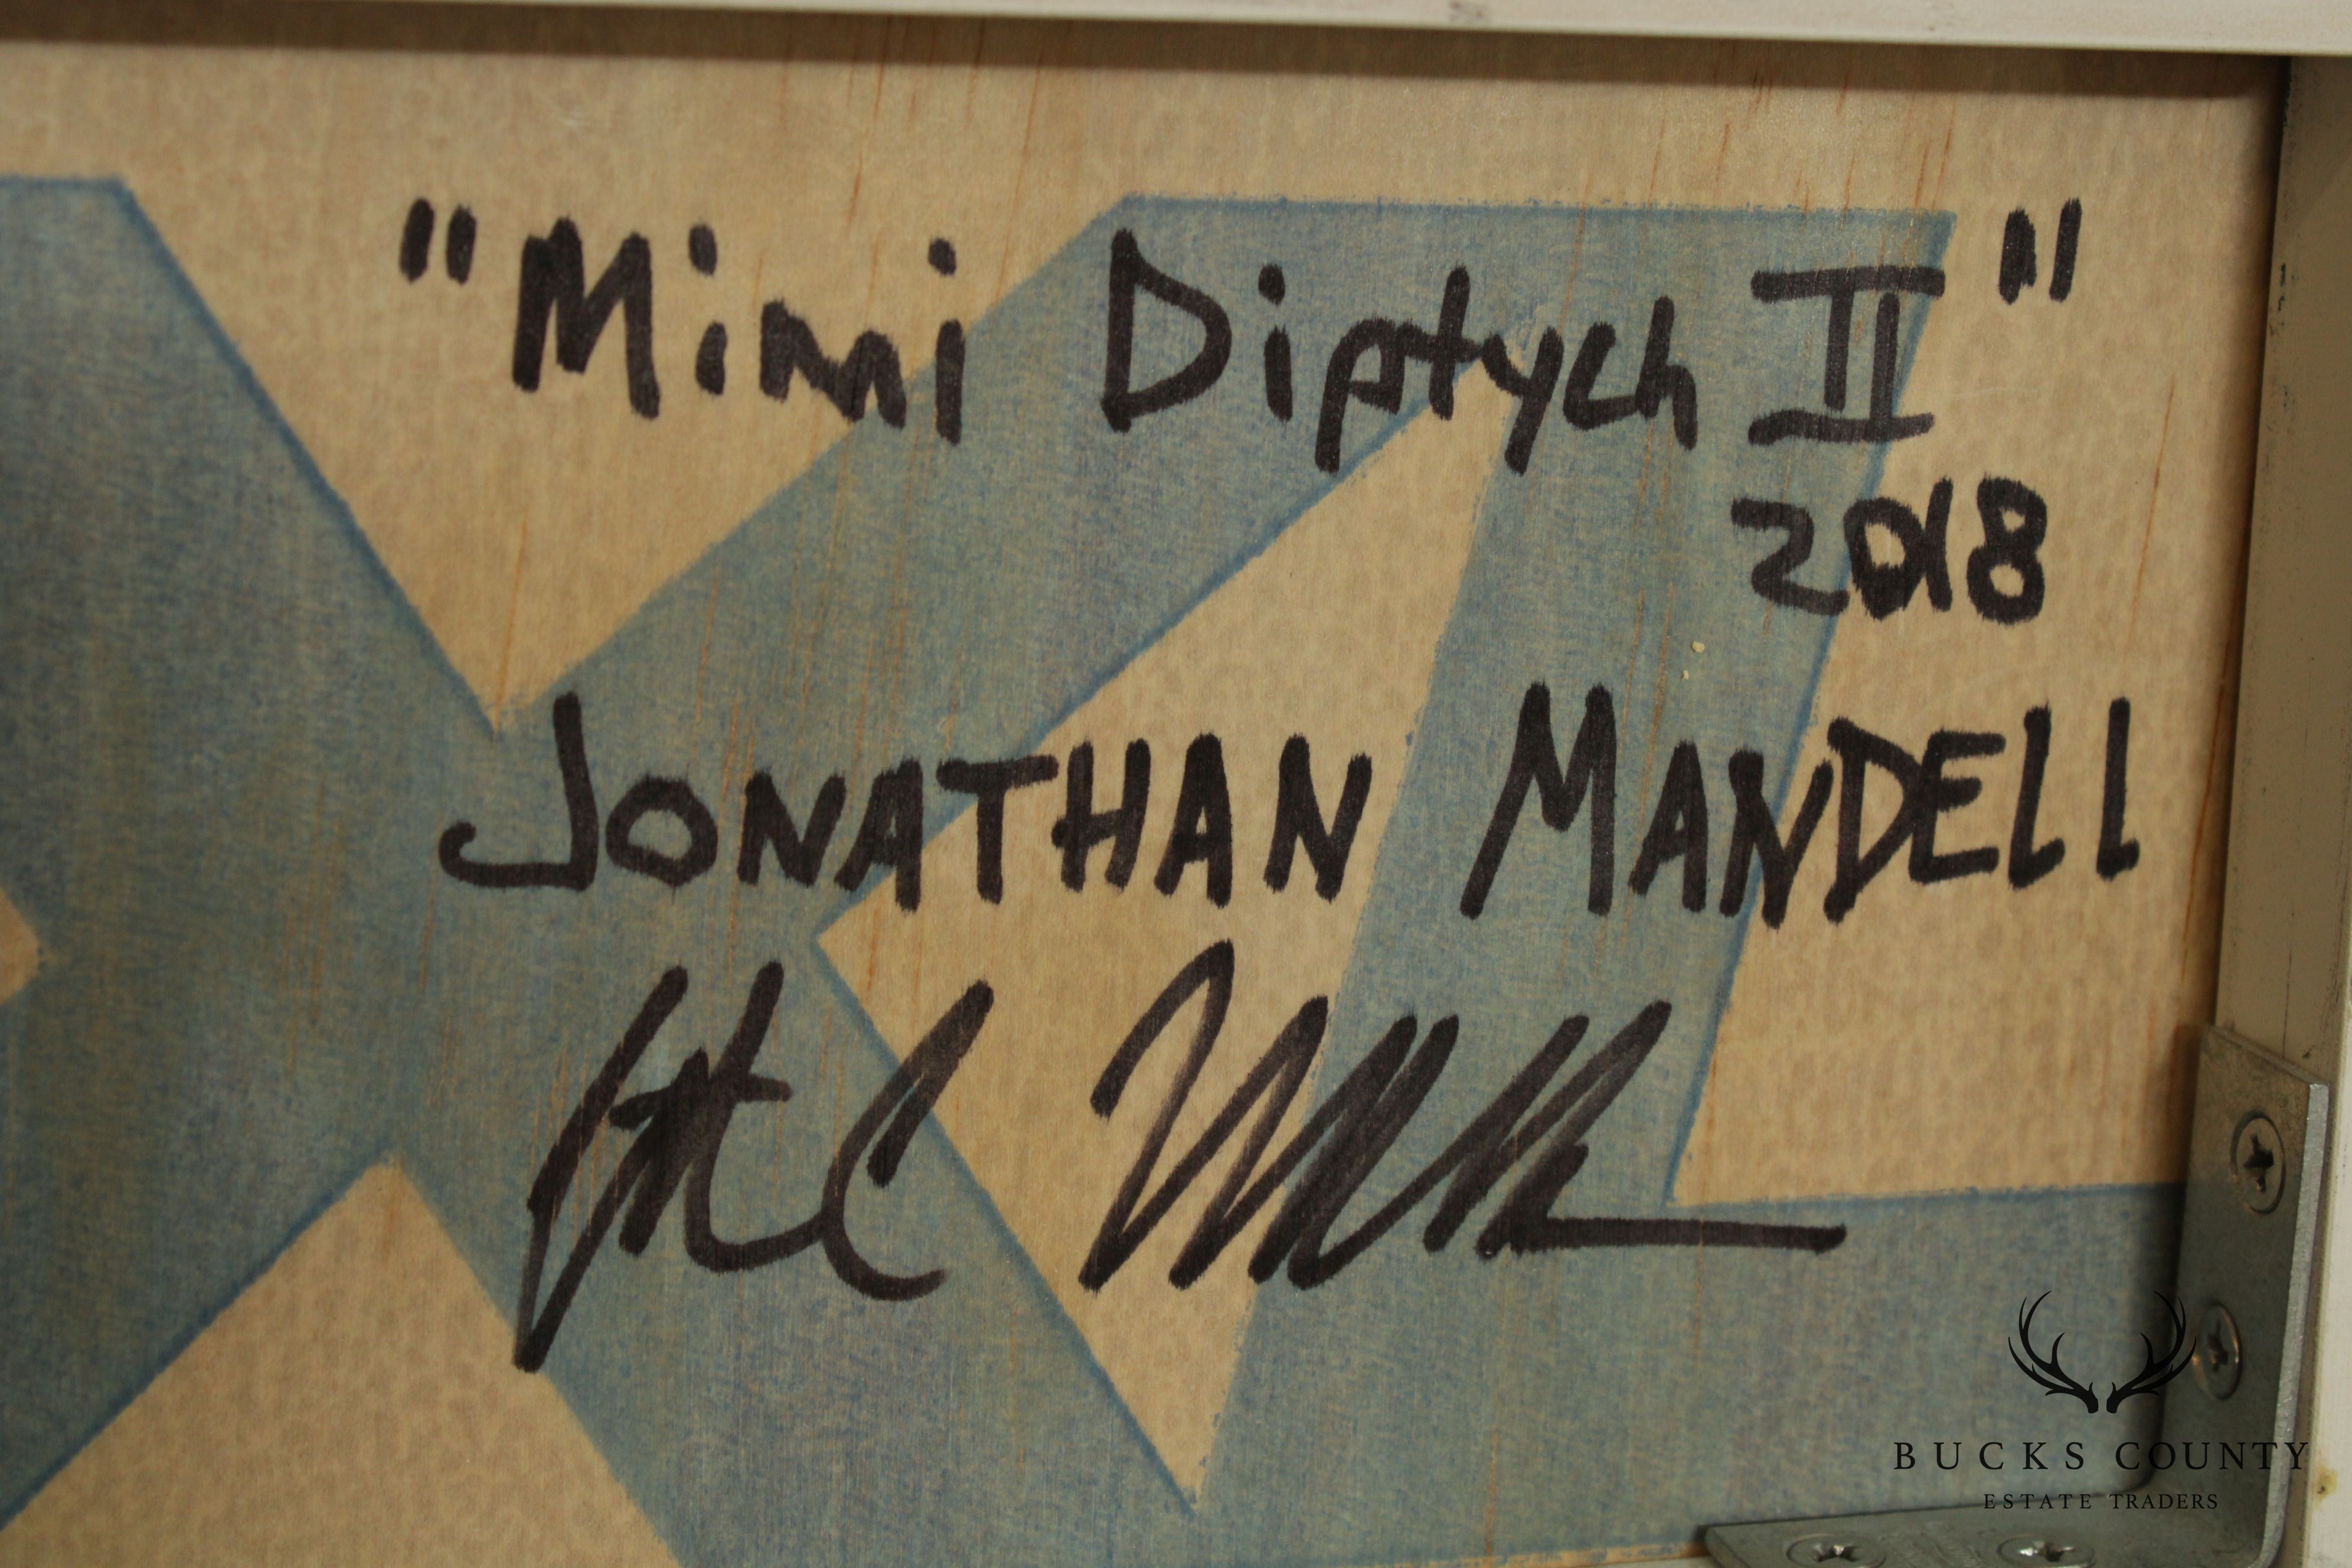 "Mimi Diptych II"
2018
JONATHAN MANDELL
BUCKS COUNTY
ESTATE TRADERS